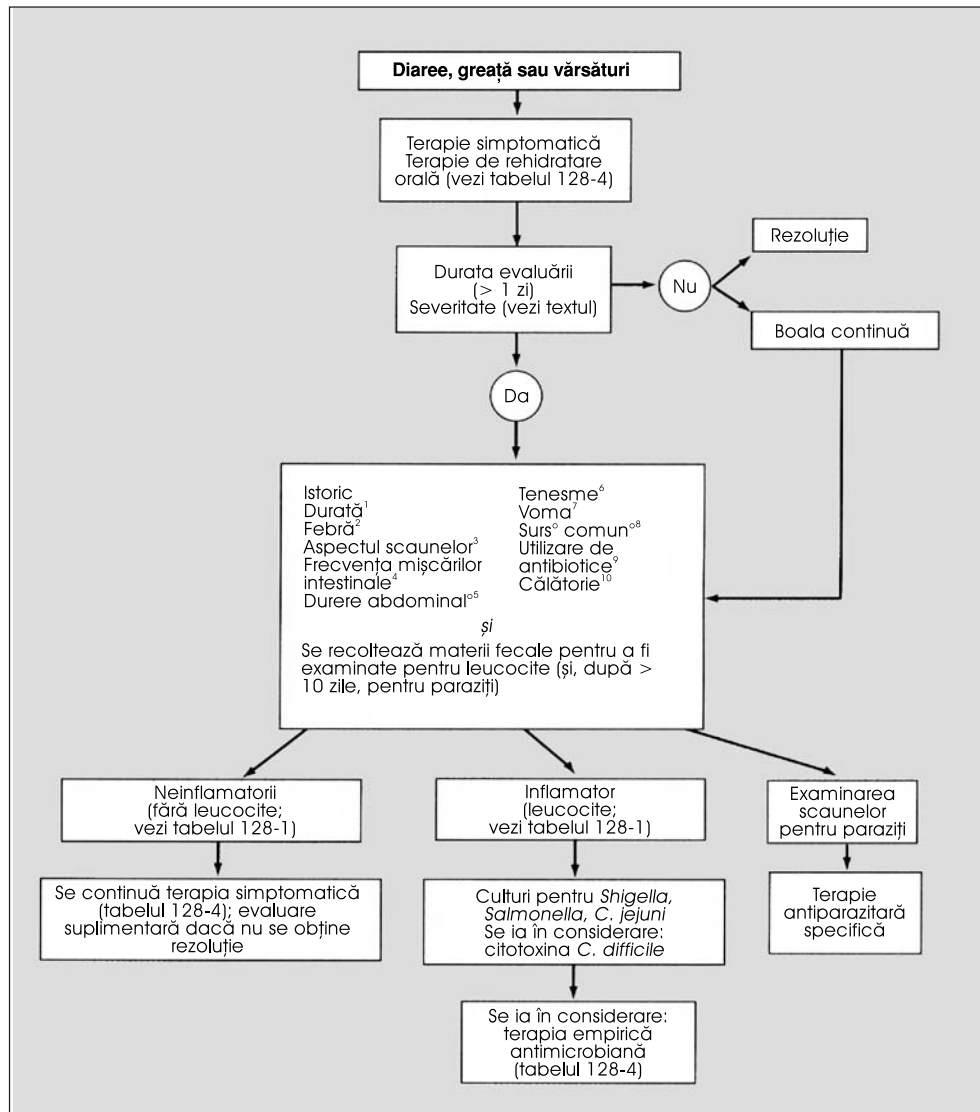 Diaree, greață sau vărsături
Terapie simptomatică
Terapie de rehidratare
orală (vezi tabelul 128-4)
Durata evaluării
(> 1 zi)
Severitate (vezi textul)
Nu
Rezoluție
Boala continuă
Da
Istoric
Durată¹
Febră²
Aspectul scaunelor³
Frecvența mișcărilor
intestinale⁴
Durere abdominal°⁵
Tenesme⁶
Voma⁷
Surs° comun°⁸
Utilizare de
antibiotice⁹
Călătorie¹⁰
și
Se recoltează materii fecale pentru a fi
examinate pentru leucocite (și, după >
10 zile, pentru paraziți)
Neinflamatorii
(fără leucocite;
vezi tabelul 128-1)
Se continuă terapia simptomatică
(tabelul 128-4); evaluare
suplimentară dacă nu se obține
rezoluție
Inflamator
(leucocite;
vezi tabelul 128-1)
Culturi pentru Shigella,
Salmonella, C. jejuni
Se ia în considerare:
citotoxina C. difficile
Se ia în considerare:
terapia empirică
antimicrobiană
(tabelul 128-4)
Examinarea
scaunelor
pentru paraziți
Terapie
antiparazitară
specifică